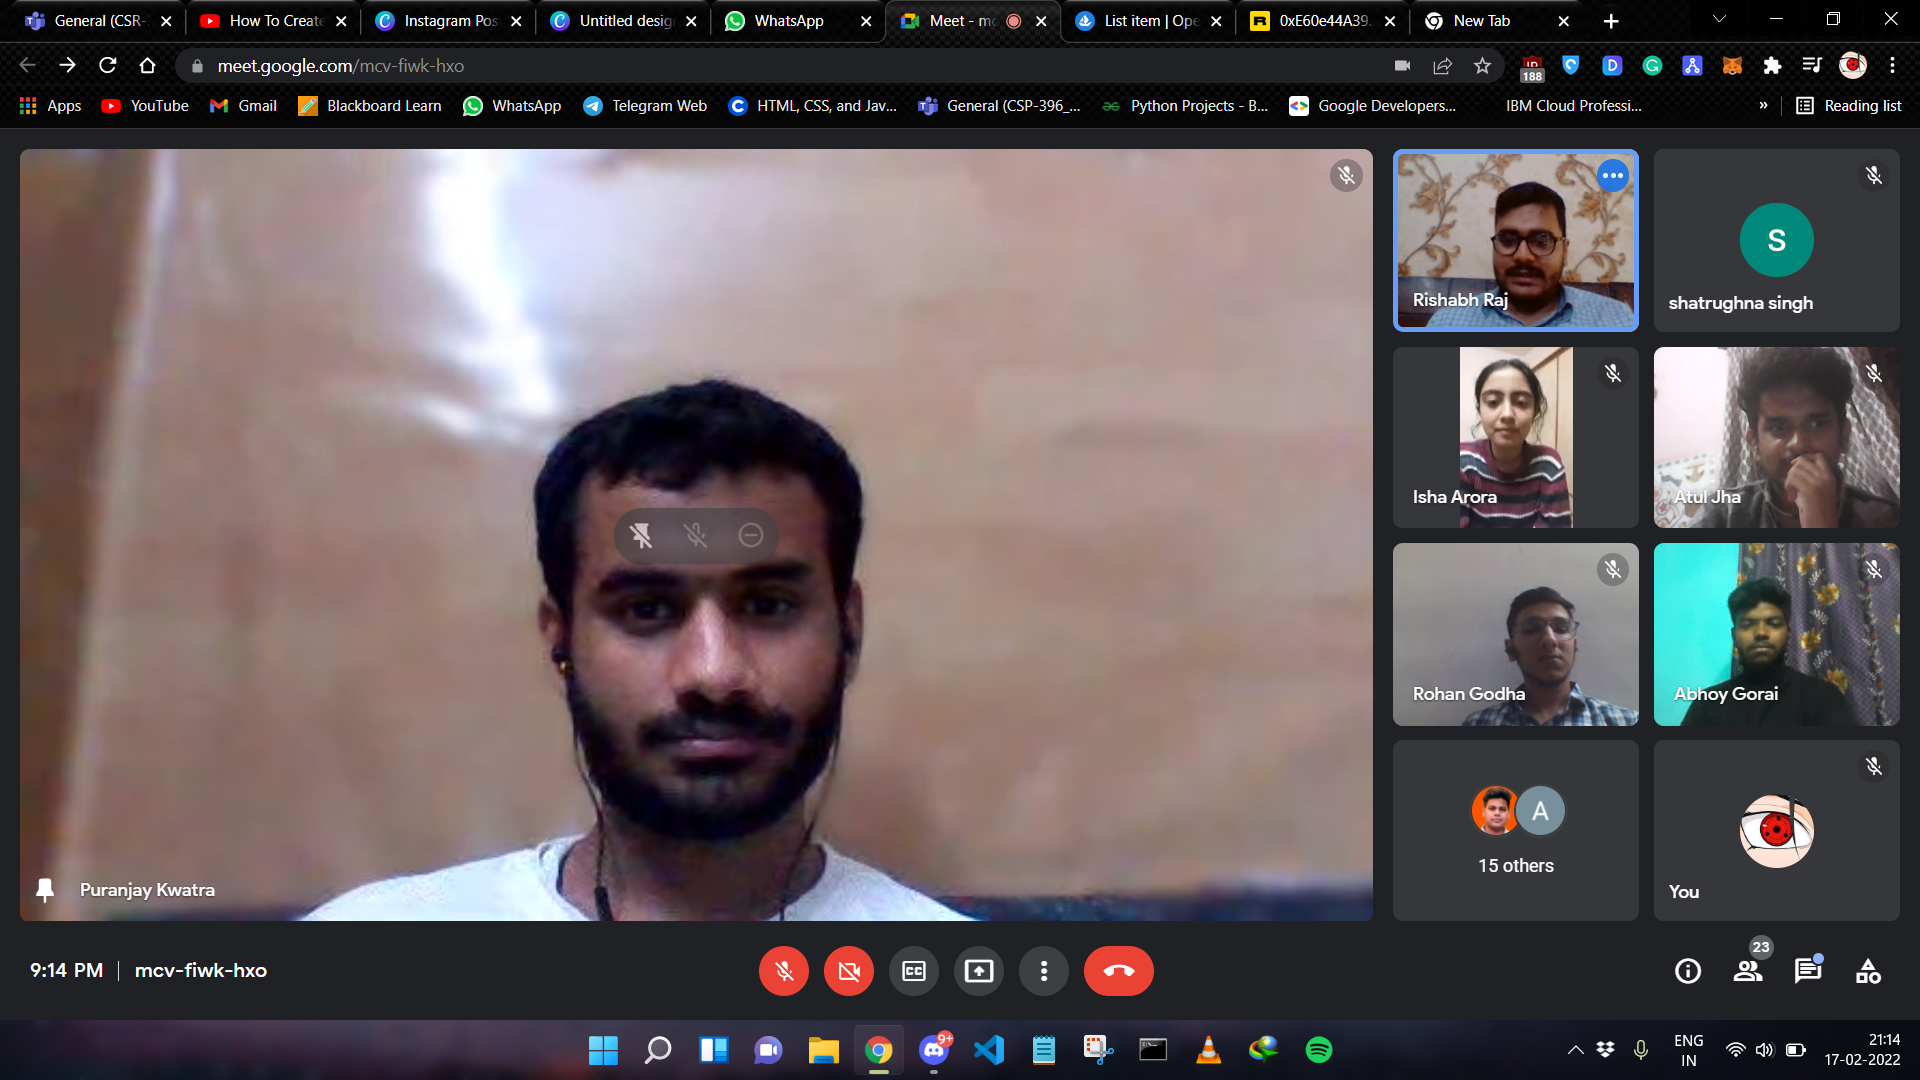 General (CSR-
How To Create
Instagram Pos
Untitled desig
WhatsApp
Meet - mc
List item | Ope
0xE60e44A39
New Tab
meet.google.com/mcv-fiwk-hxo
188
Apps
YouTube
Gmail
Blackboard Learn
WhatsApp
Telegram Web
HTML, CSS, and Jav...
General (CSP-396_...
Python Projects - B...
Google Developers...
IBM Cloud Professi...
»
Reading list
Rishabh Raj
S
shatrughna singh
Isha Arora
Atul Jha
Rohan Godha
Abhoy Gorai
A
15 others
You
Puranjay Kwatra
9:14 PM | mcv-fiwk-hxo
CC
23
9+
ENG
IN
21:14
17-02-2022